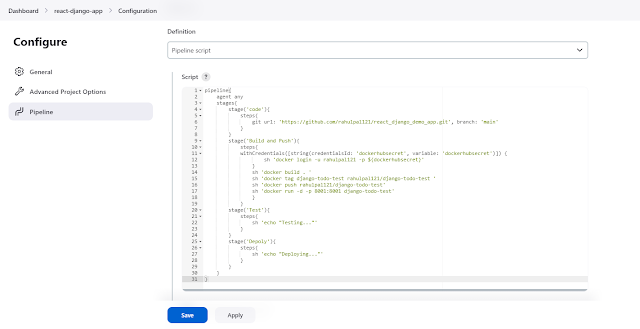 Dashboard > react-django-app > Configuration
Configure
General
Advanced Project Options
Pipeline
Definition
Pipeline script
Script ?
1 pipeline{
2 agent any
3 stages{
4 stage('code'){
5 steps{
6 git url: 'https://github.com/rahulpal121/react_django_demo_app.git', branch: 'main'
7 }
8 }
9 stage('Build and Push'){
10 steps{
11 withCredentials([string(credentialsId: 'dockerhubsecret', variable: 'dockerhubsecret')]) {
12 sh 'docker login -u rahulpal121 -p ${dockerhubsecret}'
13 }
14 sh 'docker build . '
15 sh 'docker tag django-todo-test rahulpal121/django-todo-test '
16 sh 'docker push rahulpal121/django-todo-test'
17 sh 'docker run -d -p 8001:8001 django-todo-test'
18 }
19 }
20 stage('Test'){
21 steps{
22 sh 'echo "Testing..."'
23 }
24 }
25 stage('Depoly'){
26 steps{
27 sh 'echo "Deploying..."'
28 }
29 }
30 }
31 }
Save
Apply